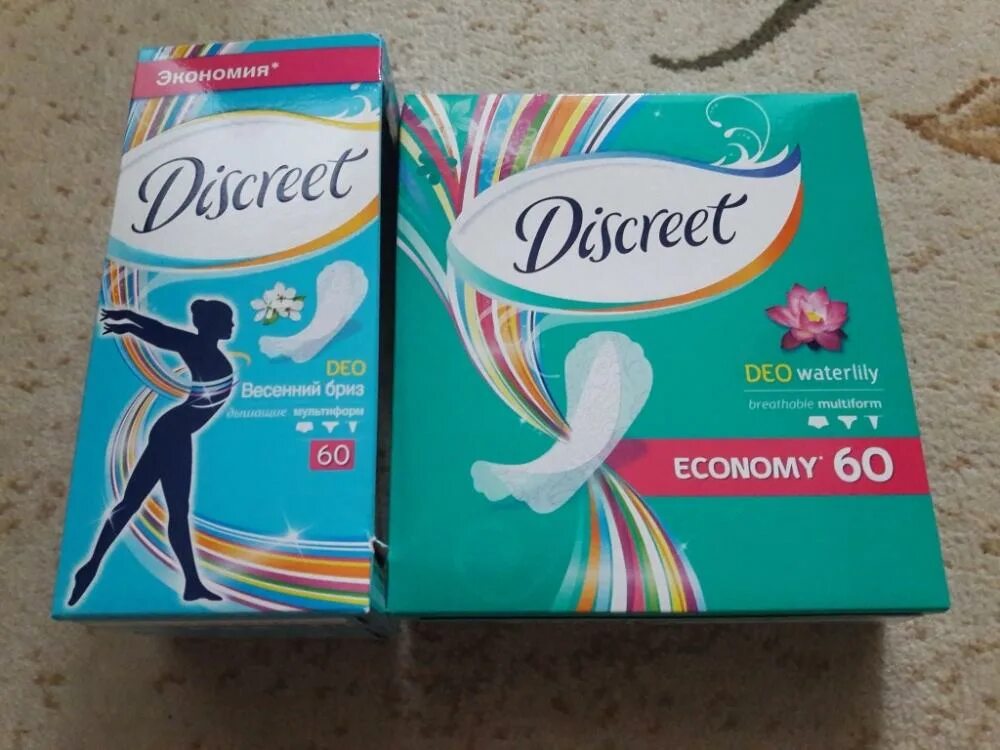 Экономия*
Discreet
DEO
Весенний бриз
дышащие мультиформ
60
Discreet
DEO waterlily
breathable multiform
ECONOMY* 60